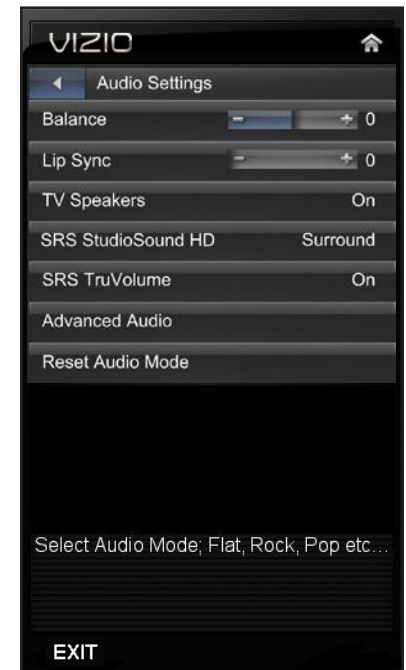 VIZIO
Audio Settings
Balance - + 0
Lip Sync - + 0
TV Speakers On
SRS StudioSound HD Surround
SRS TruVolume On
Advanced Audio
Reset Audio Mode
Select Audio Mode; Flat, Rock, Pop etc...
EXIT